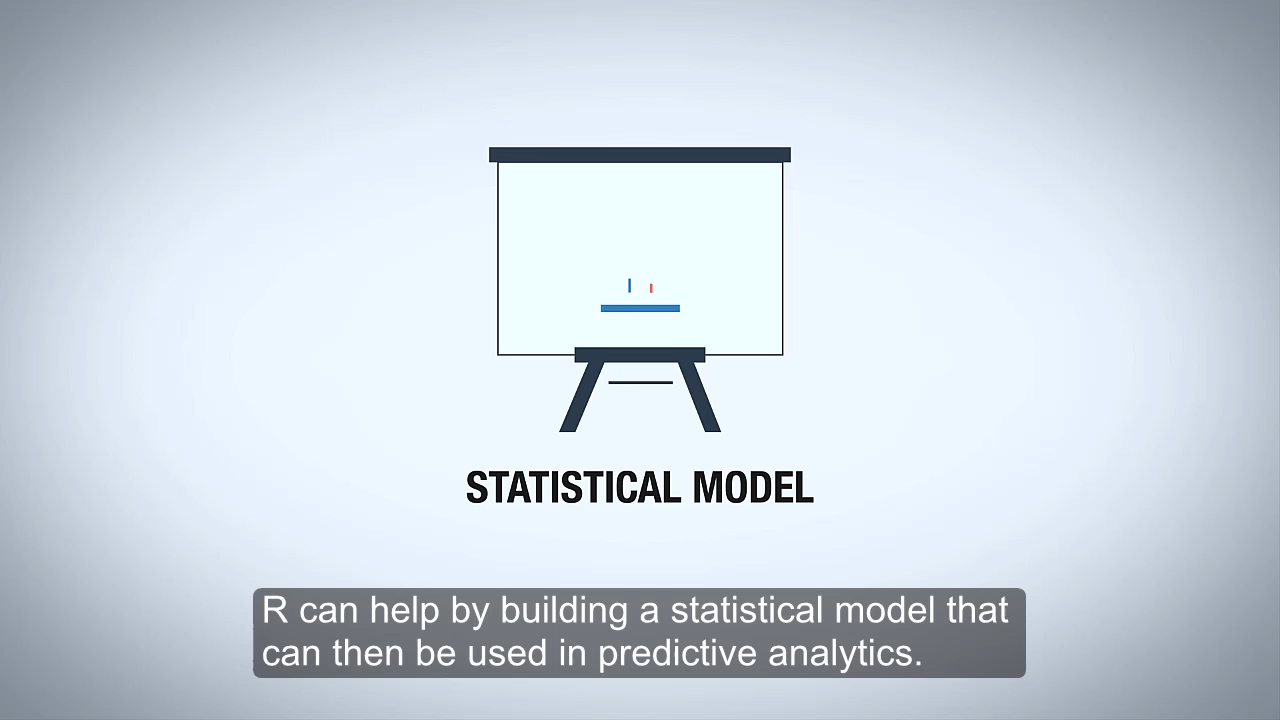 STATISTICAL MODEL
R can help by building a statistical model that
can then be used in predictive analytics.